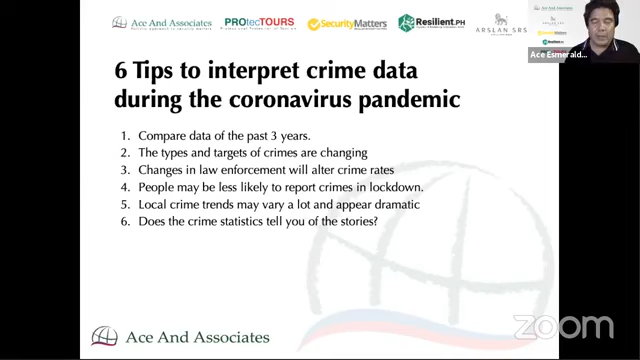 Ace And Associates
PROtecTOURS
SecurityMatters
Resilient.PH
ARSLAN SRS
Ace Esmerald...
6 Tips to interpret crime data
during the coronavirus pandemic
1. Compare data of the past 3 years.
2. The types and targets of crimes are changing
3. Changes in law enforcement will alter crime rates
4. People may be less likely to report crimes in lockdown.
5. Local crime trends may vary a lot and appear dramatic
6. Does the crime statistics tell you of the stories?
Ace And Associates
zoom